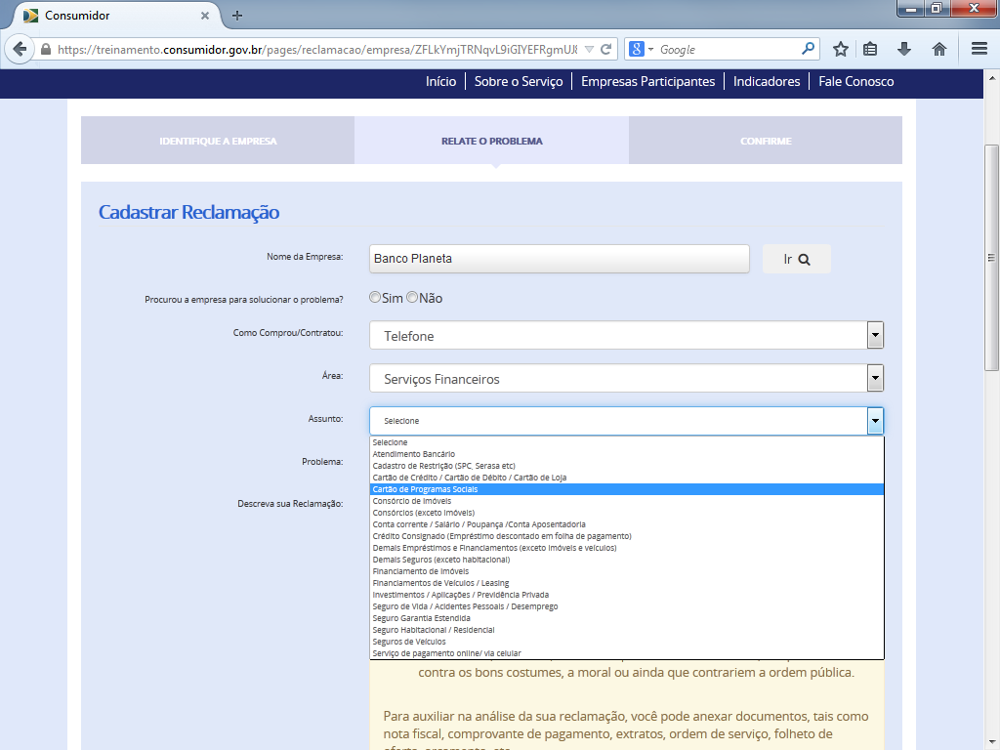 Consumidor
https://treinamento.consumidor.gov.br/pages/reclamacao/empresa/ZFLkYmjTRNqvL9iGIYEFRgmUJ
Google
Início
Sobre o Serviço
Empresas Participantes
Indicadores
Fale Conosco
IDENTIFIQUE A EMPRESA
RELATE O PROBLEMA
CONFIRME
Cadastrar Reclamação
Nome da Empresa:
Banco Planeta
Ir
Procurou a empresa para solucionar o problema?
Sim
Não
Como Comprou/Contratou:
Telefone
Área:
Serviços Financeiros
Assunto:
Selecione
Selecione
Atendimento Bancário
Cadastro de Restrição (SPC, Serasa etc)
Cartão de Crédito / Cartão de Débito / Cartão de Loja
Cartão de Programas Sociais
Consórcio de Imóveis
Consórcios (exceto imóveis)
Conta corrente / Salário / Poupança /Conta Aposentadoria
Crédito Consignado (Empréstimo descontado em folha de pagamento)
Demais Empréstimos e Financiamentos (exceto imóveis e veículos)
Demais Seguros (exceto habitacional)
Financiamento de Imóveis
Financiamentos de Veículos / Leasing
Investimentos / Aplicações / Previdência Privada
Seguro de Vida / Acidentes Pessoais / Desemprego
Seguro Garantia Estendida
Seguro Habitacional / Residencial
Seguros de Veículos
Serviço de pagamento online/ via celular
Problema:
Descreva sua Reclamação:
contra os bons costumes, a moral ou ainda que contrariem a ordem pública.
Para auxiliar na análise da sua reclamação, você pode anexar documentos, tais como
nota fiscal, comprovante de pagamento, extratos, ordem de serviço, folheto de